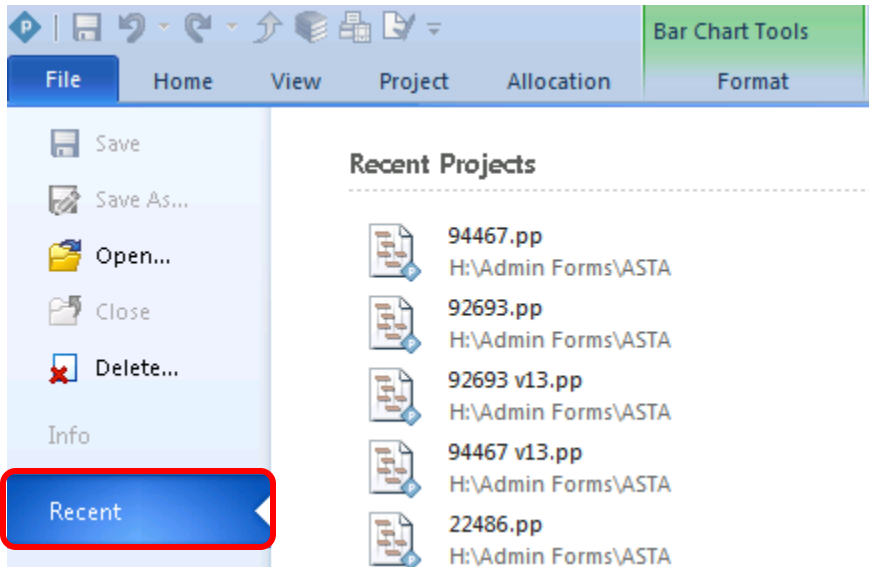 Bar Chart Tools
File Home View Project Allocation Format
Save
Save As...
Open...
Close
Delete...
Info
Recent
Recent Projects
94467.pp
H:\Admin Forms\ASTA
92693.pp
H:\Admin Forms\ASTA
92693 v13.pp
H:\Admin Forms\ASTA
94467 v13.pp
H:\Admin Forms\ASTA
22486.pp
H:\Admin Forms\ASTA